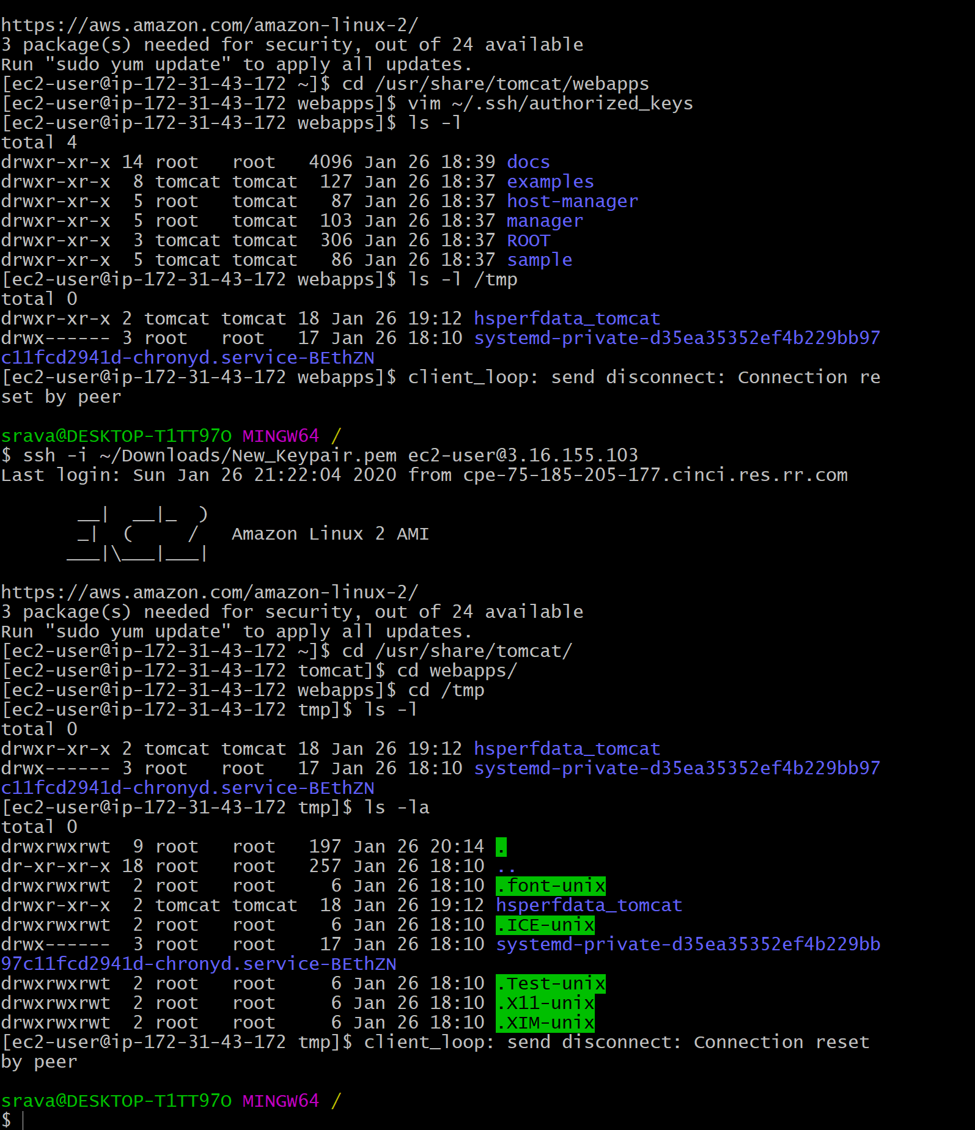 https://aws.amazon.com/amazon-linux-2/
3 package(s) needed for security, out of 24 available
Run "sudo yum update" to apply all updates.
[ec2-user@ip-172-31-43-172 ~]$ cd /usr/share/tomcat/webapps
[ec2-user@ip-172-31-43-172 webapps]$ vim ~/.ssh/authorized_keys
[ec2-user@ip-172-31-43-172 webapps]$ ls -l
total 4
drwxr-xr-x 14 root   root   4096 Jan 26 18:39 docs
drwxr-xr-x  8 tomcat tomcat  127 Jan 26 18:37 examples
drwxr-xr-x  5 root   tomcat   87 Jan 26 18:37 host-manager
drwxr-xr-x  5 root   tomcat  103 Jan 26 18:37 manager
drwxr-xr-x  3 tomcat tomcat  306 Jan 26 18:37 ROOT
drwxr-xr-x  5 tomcat tomcat   86 Jan 26 18:37 sample
[ec2-user@ip-172-31-43-172 webapps]$ ls -l /tmp
total 0
drwxr-xr-x 2 tomcat tomcat 18 Jan 26 19:12 hsperfdata_tomcat
drwx------ 3 root   root   17 Jan 26 18:10 systemd-private-d35ea35352ef4b229bb97
c11fcd2941d-chronyd.service-BEthZN
[ec2-user@ip-172-31-43-172 webapps]$ client_loop: send disconnect: Connection re
set by peer

srava@DESKTOP-T1TT97O MINGW64 /
$ ssh -i ~/Downloads/New_Keypair.pem ec2-user@3.16.155.103
Last login: Sun Jan 26 21:22:04 2020 from cpe-75-185-205-177.cinci.res.rr.com

       __|  __|_  )
       _|  (     /   Amazon Linux 2 AMI
      ___|\___|___|

https://aws.amazon.com/amazon-linux-2/
3 package(s) needed for security, out of 24 available
Run "sudo yum update" to apply all updates.
[ec2-user@ip-172-31-43-172 ~]$ cd /usr/share/tomcat/
[ec2-user@ip-172-31-43-172 tomcat]$ cd webapps/
[ec2-user@ip-172-31-43-172 webapps]$ cd /tmp
[ec2-user@ip-172-31-43-172 tmp]$ ls -l
total 0
drwxr-xr-x 2 tomcat tomcat 18 Jan 26 19:12 hsperfdata_tomcat
drwx------ 3 root   root   17 Jan 26 18:10 systemd-private-d35ea35352ef4b229bb97
c11fcd2941d-chronyd.service-BEthZN
[ec2-user@ip-172-31-43-172 tmp]$ ls -la
total 0
drwxrwxrwt  9 root   root   197 Jan 26 20:14 .
dr-xr-xr-x 18 root   root   257 Jan 26 18:10 ..
drwxrwxrwt  2 root   root     6 Jan 26 18:10 .font-unix
drwxr-xr-x  2 tomcat tomcat  18 Jan 26 19:12 hsperfdata_tomcat
drwxrwxrwt  2 root   root     6 Jan 26 18:10 .ICE-unix
drwx------  3 root   root    17 Jan 26 18:10 systemd-private-d35ea35352ef4b229bb
97c11fcd2941d-chronyd.service-BEthZN
drwxrwxrwt  2 root   root     6 Jan 26 18:10 .Test-unix
drwxrwxrwt  2 root   root     6 Jan 26 18:10 .X11-unix
drwxrwxrwt  2 root   root     6 Jan 26 18:10 .XIM-unix
[ec2-user@ip-172-31-43-172 tmp]$ client_loop: send disconnect: Connection reset
by peer

srava@DESKTOP-T1TT97O MINGW64 /
$